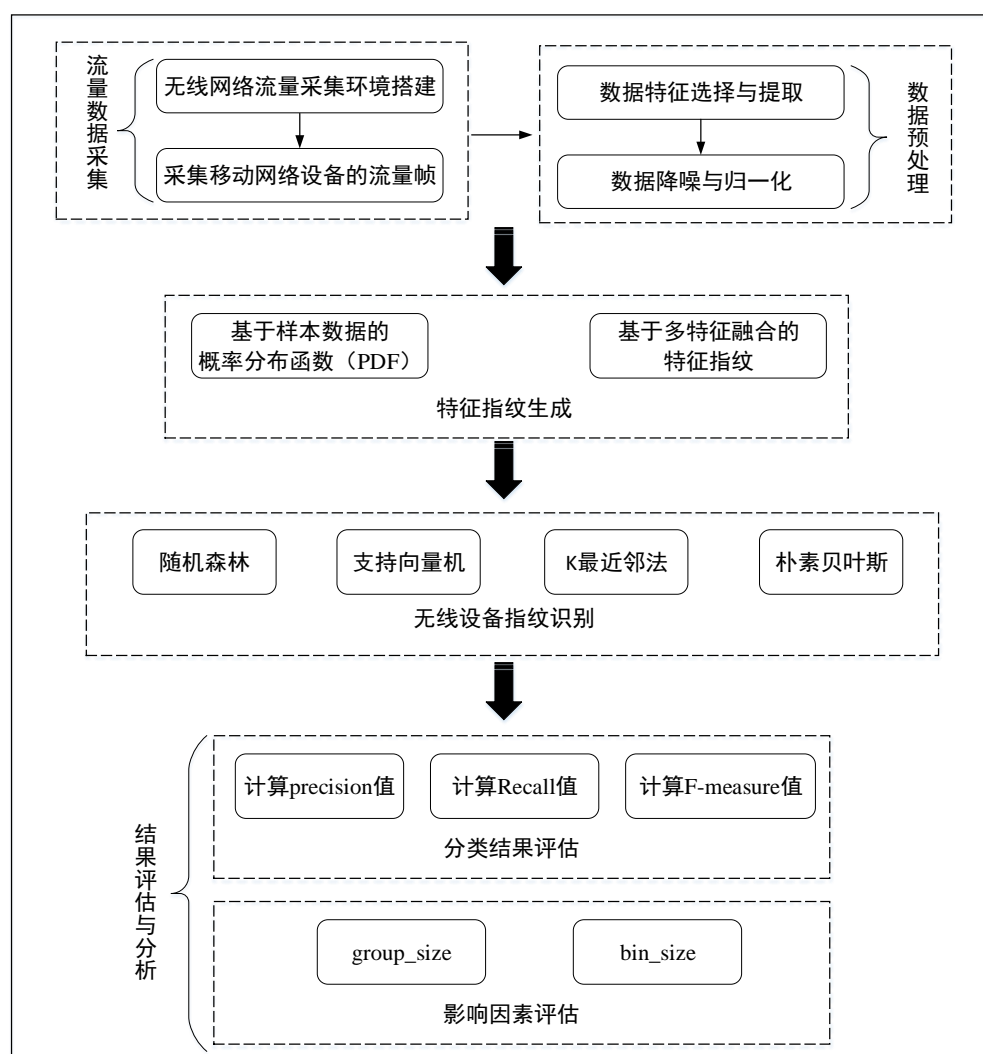 流量数据采集
无线网络流量采集环境搭建
采集移动网络设备的流量帧
数据特征选择与提取
数据降噪与归一化
数据预处理
基于样本数据的
概率分布函数（PDF）
基于多特征融合的
特征指纹
特征指纹生成
随机森林
支持向量机
K最近邻法
朴素贝叶斯
无线设备指纹识别
结果评估与分析
计算precision值
计算Recall值
计算F-measure值
分类结果评估
group_size
bin_size
影响因素评估